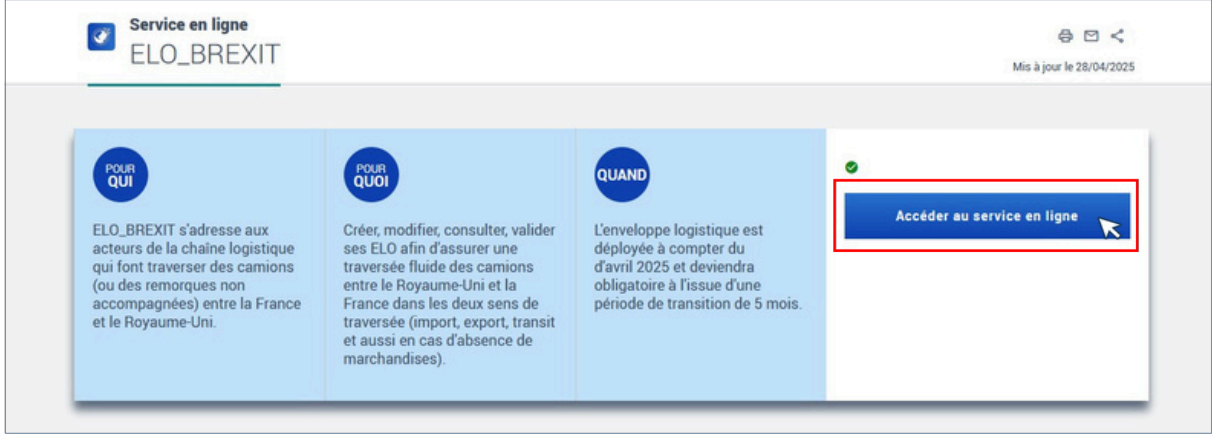 Service en ligne
ELO_BREXIT
Mis à jour le 28/04/2025
POUR
QUI
ELO_BREXIT s'adresse aux
acteurs de la chaîne logistique
qui font traverser des camions
(ou des remorques non
accompagnées) entre la France
et le Royaume-Uni.
POUR
QUOI
Créer, modifier, consulter, valider
ses ELO afin d'assurer une
traversée fluide des camions
entre le Royaume-Uni et la
France dans les deux sens de
traversée (import, export, transit
et aussi en cas d'absence de
marchandises).
QUAND
L'enveloppe logistique est
déployée à compter du
d'avril 2025 et deviendra
obligatoire à l'issue d'une
période de transition de 5 mois.
Accéder au service en ligne